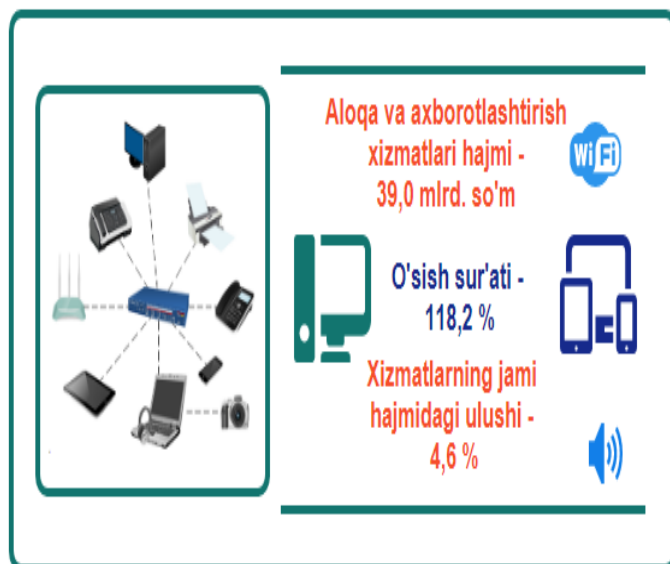 Aloqa va axborotlashtirish
xizmatlari hajmi -
39,0 mlrd. so'm
WiFi
O'sish sur'ati -
118,2 %
Xizmatlarning jami
hajmidagi ulushi -
4,6 %